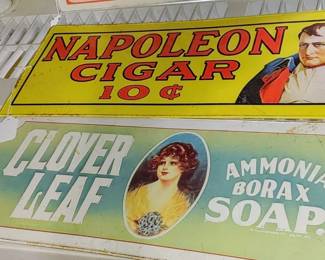 NAPOLEON
CIGAR
10¢
CLOVER
LEAF
AMMONIA
BORAX
SOAP.